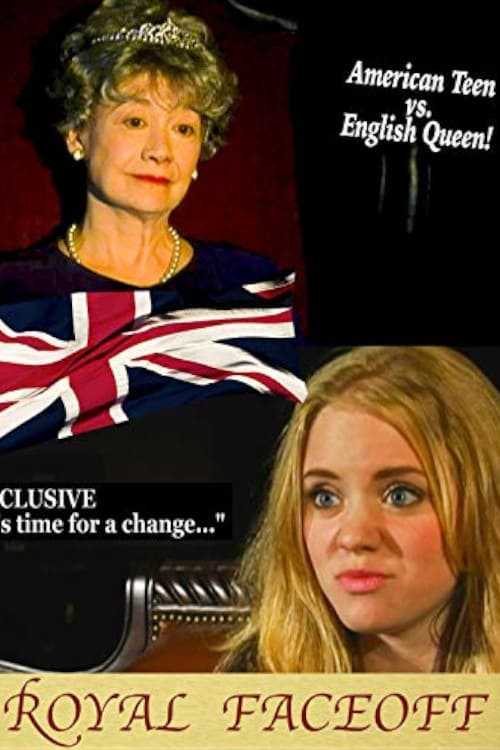 American Teen
vs.
English Queen!
CLUSIVE
's time for a change..."
ROYAL FACEOFF